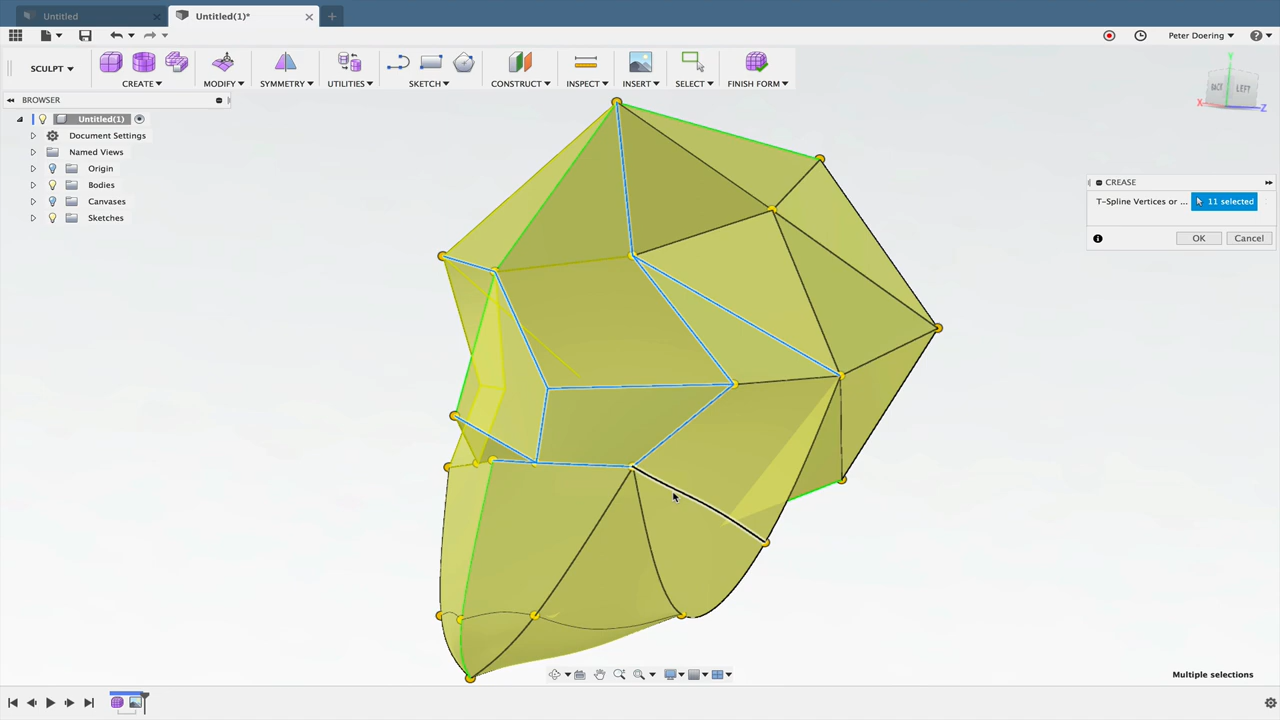 Untitled
Untitled(1)*
Peter Doering
SCULPT
CREATE
MODIFY
SYMMETRY
UTILITIES
SKETCH
CONSTRUCT
INSPECT
INSERT
SELECT
FINISH FORM
BROWSER
Untitled(1)
Document Settings
Named Views
Origin
Bodies
Canvases
Sketches
Y
BACK
LEFT
X
Z
CREASE
T-Spline Vertices or ...
11 selected
OK
Cancel
Multiple selections